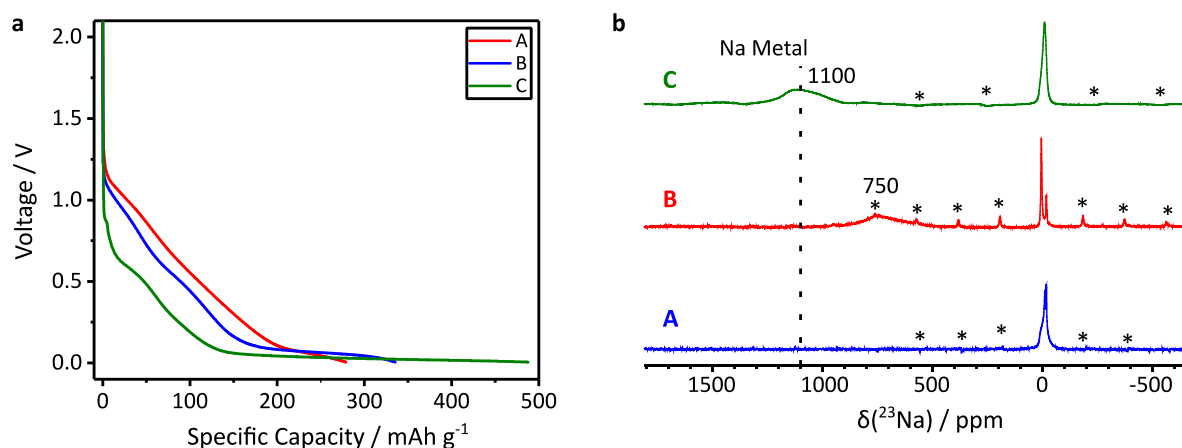 a
2.0
1.5
1.0
0.5
0.0
Voltage / V
A
B
C
0
100
200
300
400
500
Specific Capacity / mAh g⁻¹
b
Na Metal
1100
C
* * * *
750
B
* * * * * * *
A
* * * * *
1500
1000
500
0
-500
δ(²³Na) / ppm